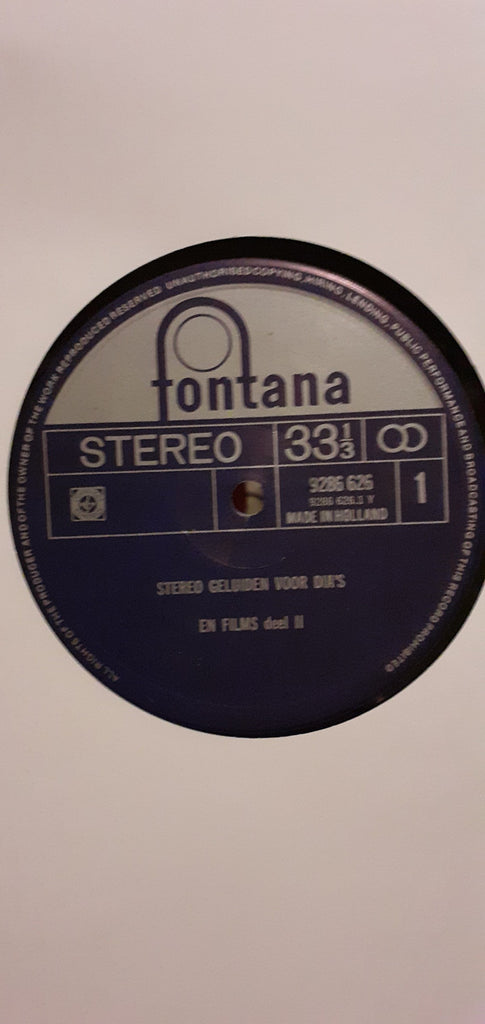 ALL RIGHTS OF THE PRODUCER AND OF THE OWNER OF THE WORK REPRODUCED RESERVED UNAUTHORISED COPYING, HIRING, LENDING, PUBLIC PERFORMANCE AND BROADCASTING OF THIS RECORD PROHIBITED
fontana
STEREO
33 1/3
9286 626
9286 626.1 Y
MADE IN HOLLAND
1
STEREO GELUIDEN VOOR DIA'S
EN FILMS deel II